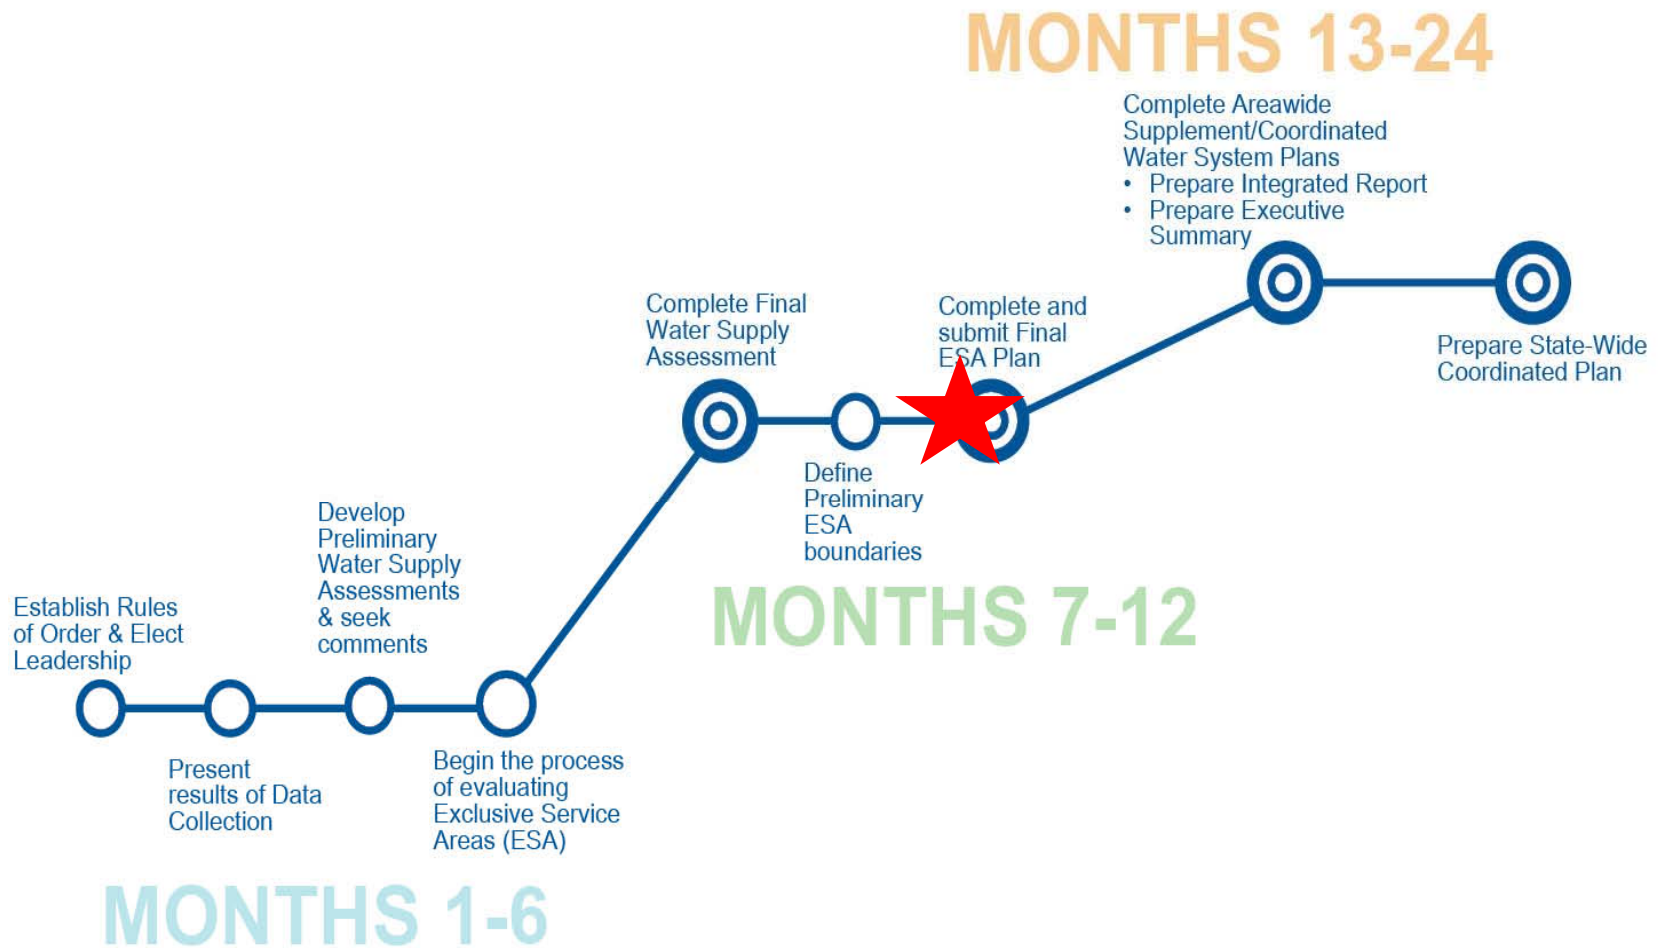 MONTHS 13-24
Complete Areawide
Supplement/Coordinated
Water System Plans
• Prepare Integrated Report
• Prepare Executive
Summary
Complete Final
Water Supply
Assessment
Complete and
submit Final
ESA Plan
Prepare State-Wide
Coordinated Plan
Define
Preliminary
ESA
boundaries
MONTHS 7-12
Develop
Preliminary
Water Supply
Assessments
& seek
comments
Establish Rules
of Order & Elect
Leadership
Present
results of Data
Collection
Begin the process
of evaluating
Exclusive Service
Areas (ESA)
MONTHS 1-6